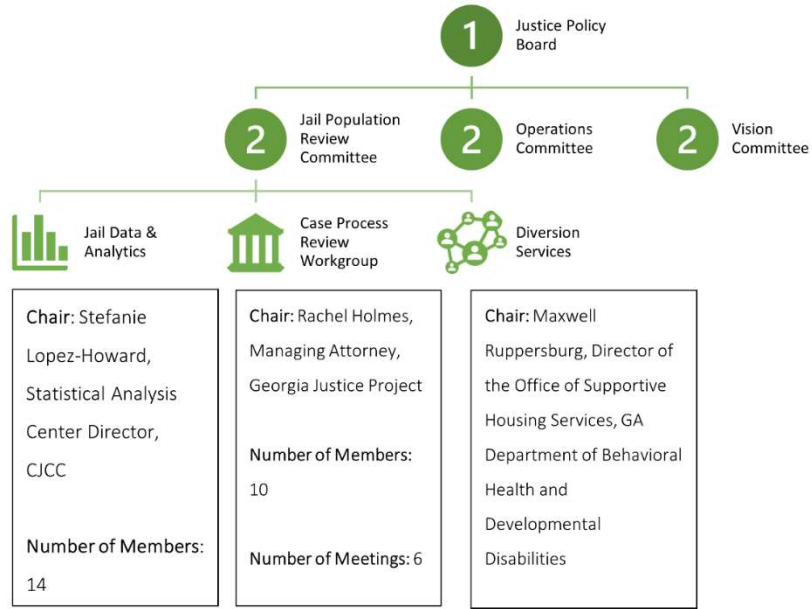 1
Justice Policy
Board
2
Jail Population
Review
Committee
2
Operations
Committee
2
Vision
Committee
Jail Data &
Analytics
Case Process
Review
Workgroup
Diversion
Services
Chair: Stefanie
Lopez-Howard,
Statistical Analysis
Center Director,
CJCC
Number of Members:
14
Chair: Rachel Holmes,
Managing Attorney,
Georgia Justice Project
Number of Members:
10
Number of Meetings: 6
Chair: Maxwell
Ruppersburg, Director of
the Office of Supportive
Housing Services, GA
Department of Behavioral
Health and
Developmental
Disabilities